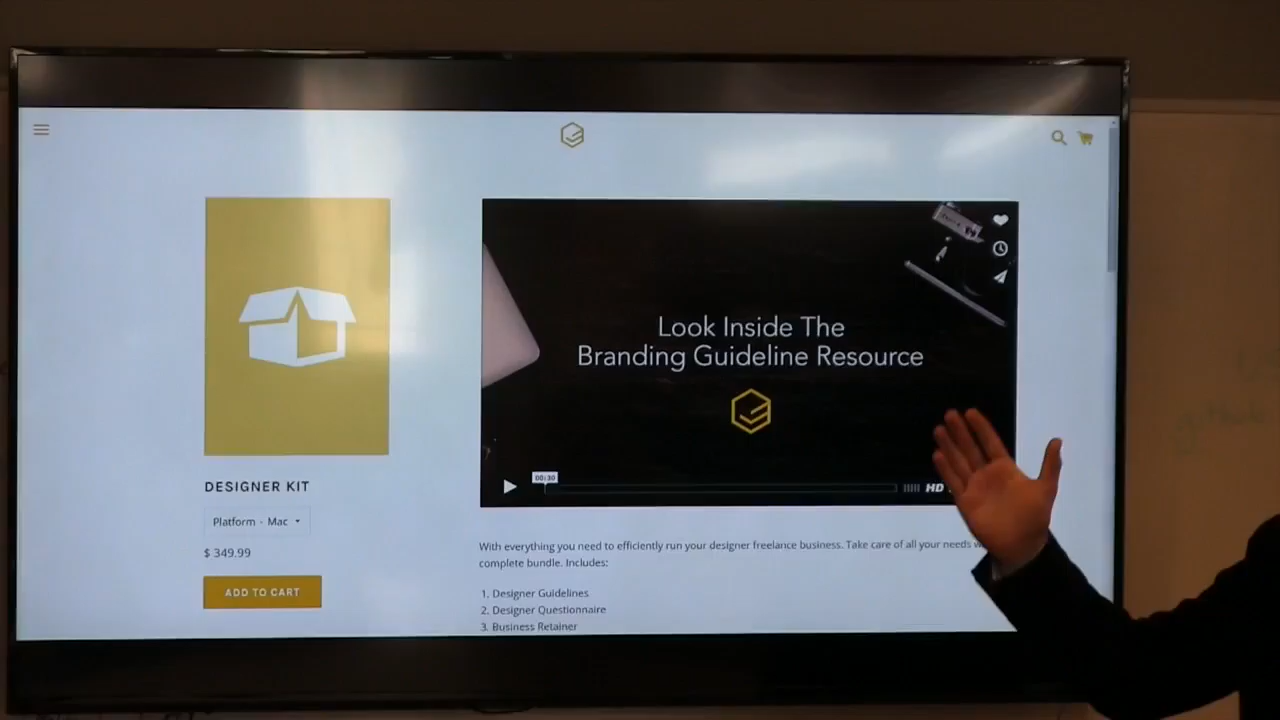 Look Inside The
Branding Guideline Resource
00:30
HD
DESIGNER KIT
Platform - Mac
$ 349.99
ADD TO CART
With everything you need to efficiently run your designer freelance business. Take care of all your needs
complete bundle. Includes:
1. Designer Guidelines
2. Designer Questionnaire
3. Business Retainer